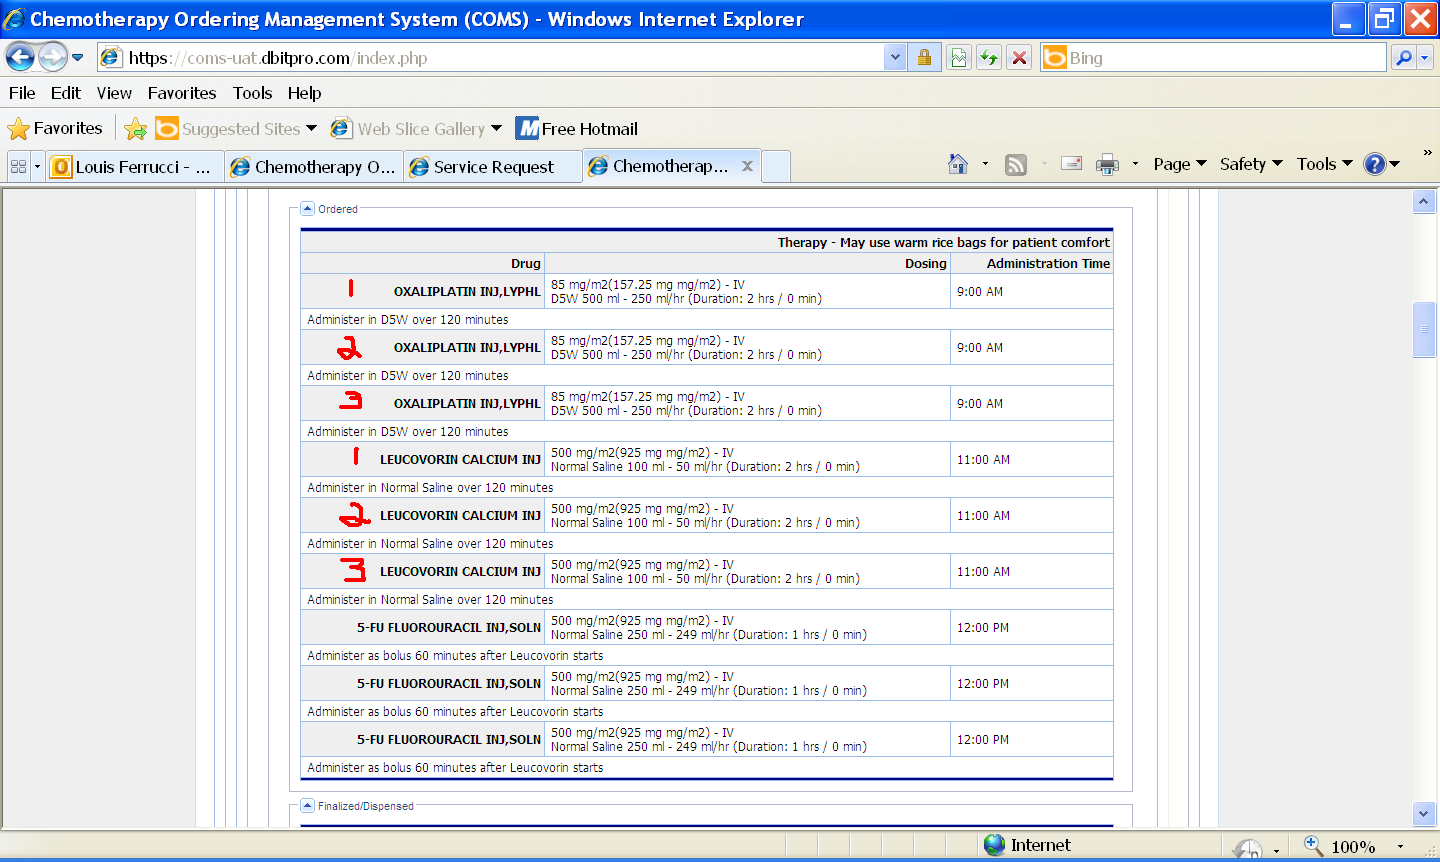 Chemotherapy Ordering Management System (COMS) - Windows Internet Explorer
https://coms-uat.dbitpro.com/index.php
Bing
File Edit View Favorites Tools Help
Favorites Suggested Sites Web Slice Gallery Free Hotmail
Louis Ferrucci - ... Chemotherapy O... Service Request Chemotherap... Page Safety Tools »
Ordered
Therapy - May use warm rice bags for patient comfort
Drug Dosing Administration Time
1 OXALIPLATIN INJ,LYPHL 85 mg/m2(157.25 mg mg/m2) - IV 9:00 AM
D5W 500 ml - 250 ml/hr (Duration: 2 hrs / 0 min)
Administer in D5W over 120 minutes
2 OXALIPLATIN INJ,LYPHL 85 mg/m2(157.25 mg mg/m2) - IV 9:00 AM
D5W 500 ml - 250 ml/hr (Duration: 2 hrs / 0 min)
Administer in D5W over 120 minutes
3 OXALIPLATIN INJ,LYPHL 85 mg/m2(157.25 mg mg/m2) - IV 9:00 AM
D5W 500 ml - 250 ml/hr (Duration: 2 hrs / 0 min)
Administer in D5W over 120 minutes
1 LEUCOVORIN CALCIUM INJ 500 mg/m2(925 mg mg/m2) - IV 11:00 AM
Normal Saline 100 ml - 50 ml/hr (Duration: 2 hrs / 0 min)
Administer in Normal Saline over 120 minutes
2 LEUCOVORIN CALCIUM INJ 500 mg/m2(925 mg mg/m2) - IV 11:00 AM
Normal Saline 100 ml - 50 ml/hr (Duration: 2 hrs / 0 min)
Administer in Normal Saline over 120 minutes
3 LEUCOVORIN CALCIUM INJ 500 mg/m2(925 mg mg/m2) - IV 11:00 AM
Normal Saline 100 ml - 50 ml/hr (Duration: 2 hrs / 0 min)
Administer in Normal Saline over 120 minutes
5-FU FLUOROURACIL INJ,SOLN 500 mg/m2(925 mg mg/m2) - IV 12:00 PM
Normal Saline 250 ml - 249 ml/hr (Duration: 1 hrs / 0 min)
Administer as bolus 60 minutes after Leucovorin starts
5-FU FLUOROURACIL INJ,SOLN 500 mg/m2(925 mg mg/m2) - IV 12:00 PM
Normal Saline 250 ml - 249 ml/hr (Duration: 1 hrs / 0 min)
Administer as bolus 60 minutes after Leucovorin starts
5-FU FLUOROURACIL INJ,SOLN 500 mg/m2(925 mg mg/m2) - IV 12:00 PM
Normal Saline 250 ml - 249 ml/hr (Duration: 1 hrs / 0 min)
Administer as bolus 60 minutes after Leucovorin starts
Finalized/Dispensed
Internet 100%